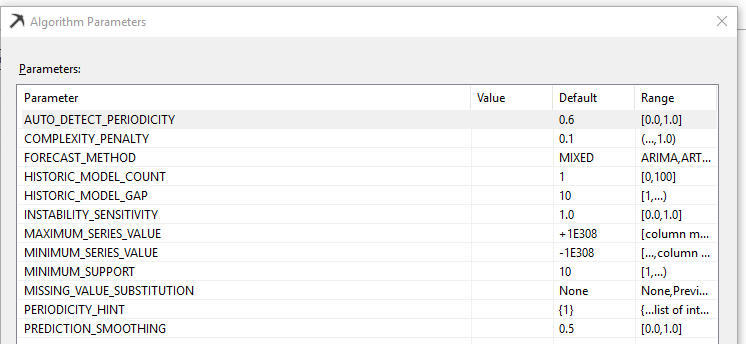 Algorithm Parameters
Parameters:
Parameter Value Default Range
AUTO_DETECT_PERIODICITY 0.6 [0.0,1.0]
COMPLEXITY_PENALTY 0.1 (...,1.0)
FORECAST_METHOD MIXED ARIMA,ART...
HISTORIC_MODEL_COUNT 1 [0,100]
HISTORIC_MODEL_GAP 10 [1,...)
INSTABILITY_SENSITIVITY 1.0 [0.0,1.0]
MAXIMUM_SERIES_VALUE +1E308 [column m...
MINIMUM_SERIES_VALUE -1E308 [...,column ...
MINIMUM_SUPPORT 10 [1,...)
MISSING_VALUE_SUBSTITUTION None None,Previ...
PERIODICITY_HINT {1} {...list of int...
PREDICTION_SMOOTHING 0.5 [0.0,1.0]